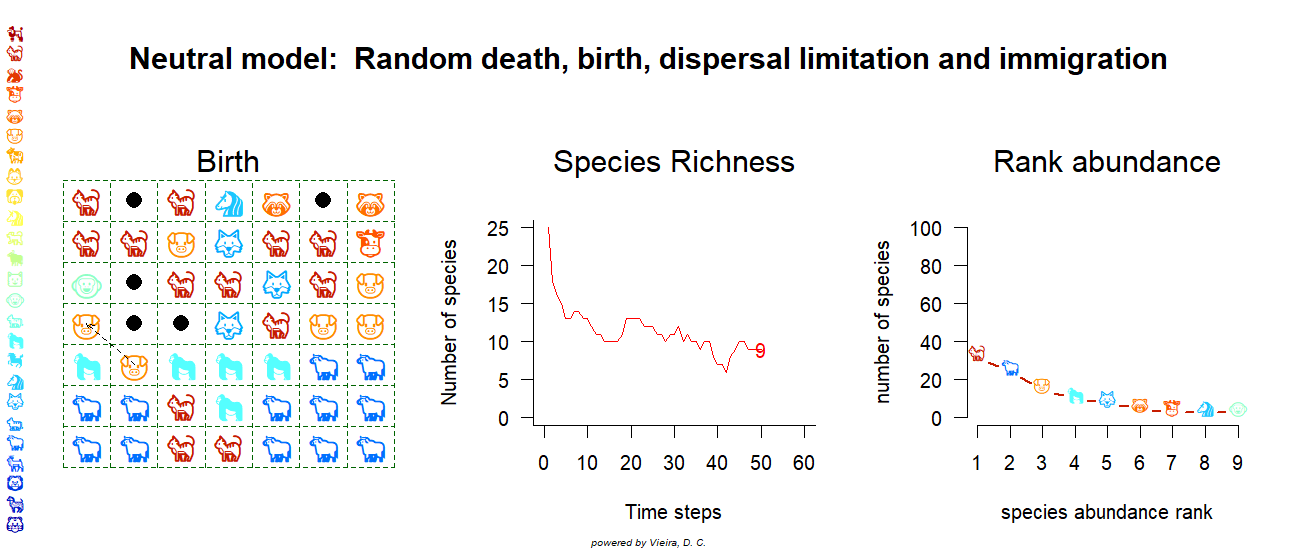 Neutral model:  Random death, birth, dispersal limitation and immigration
Birth
Species Richness
Number of species
25
20
15
10
5
0
9
0 10 20 30 40 50 60
Time steps
Rank abundance
number of species
100
80
60
40
20
0
1 2 3 4 5 6 7 8 9
species abundance rank
powered by Vieira, D. C.